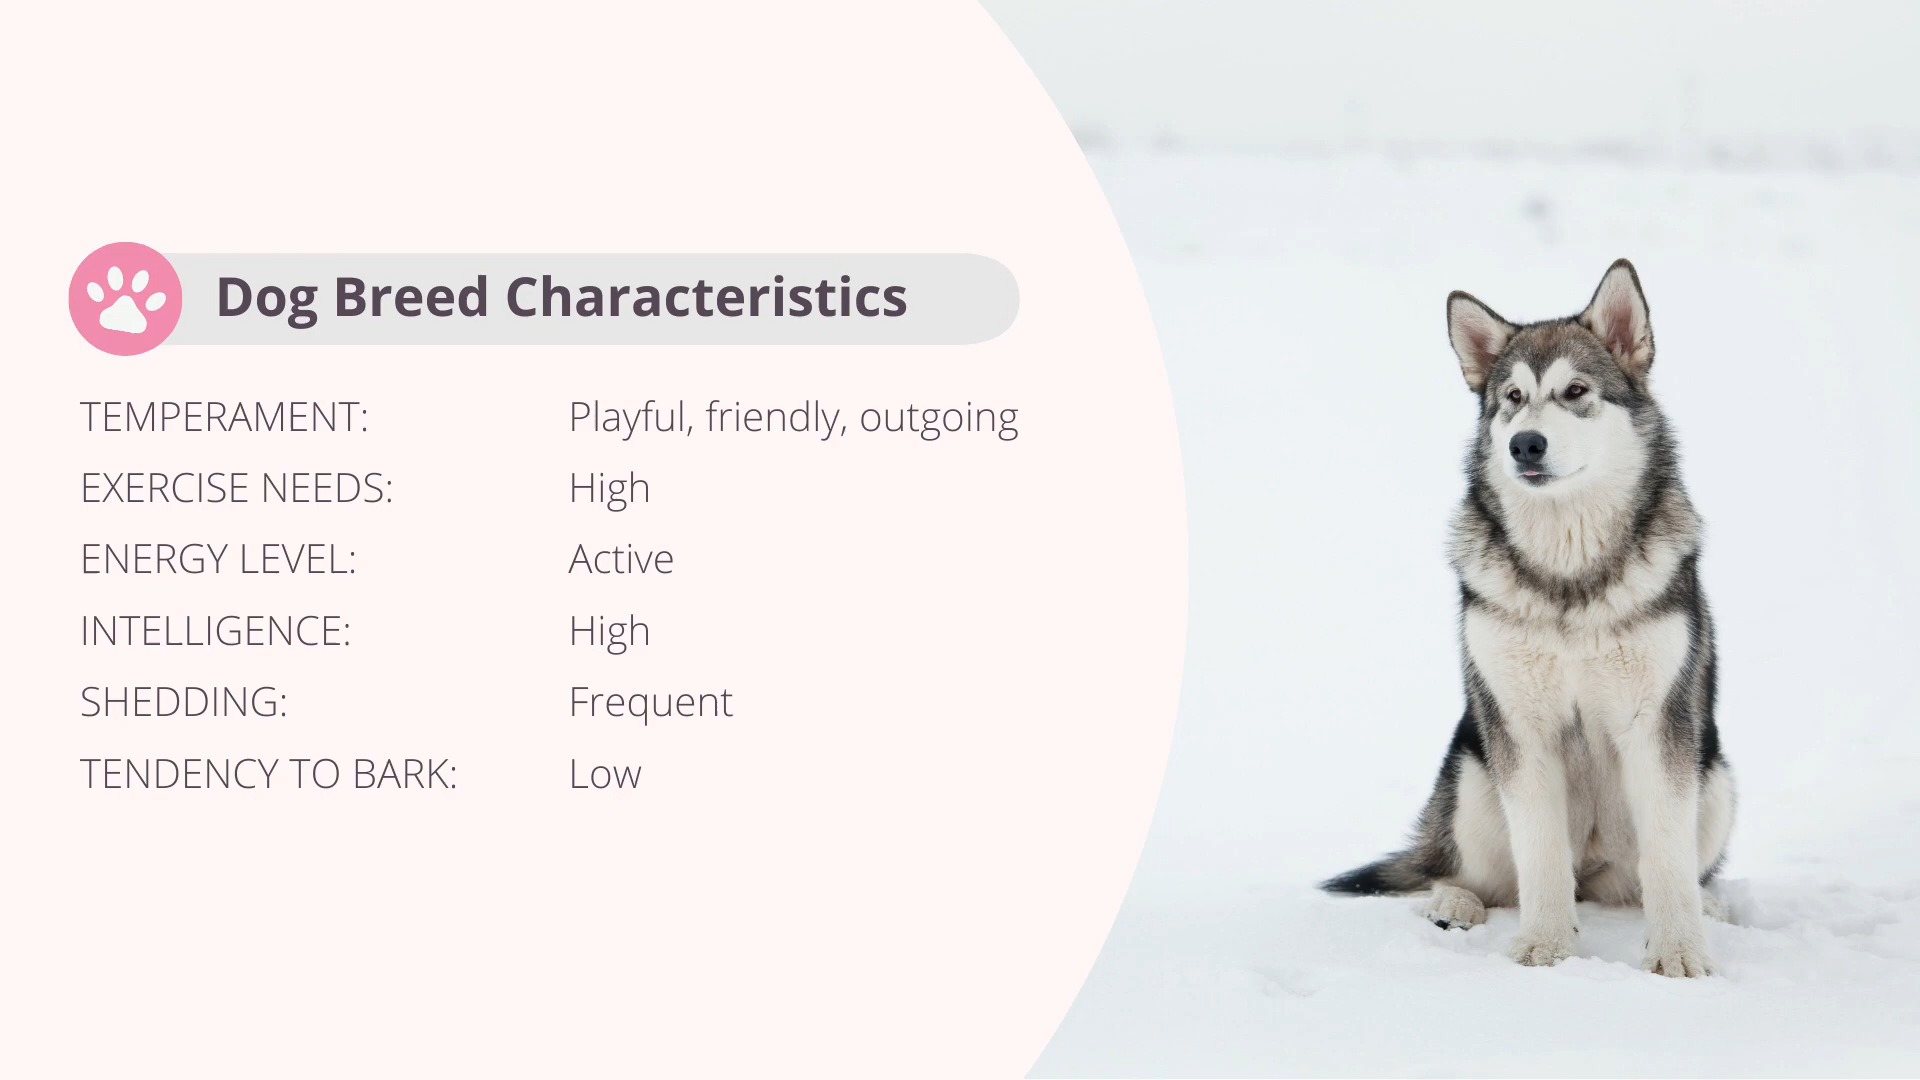 Dog Breed Characteristics
TEMPERAMENT: Playful, friendly, outgoing
EXERCISE NEEDS: High
ENERGY LEVEL: Active
INTELLIGENCE: High
SHEDDING: Frequent
TENDENCY TO BARK: Low